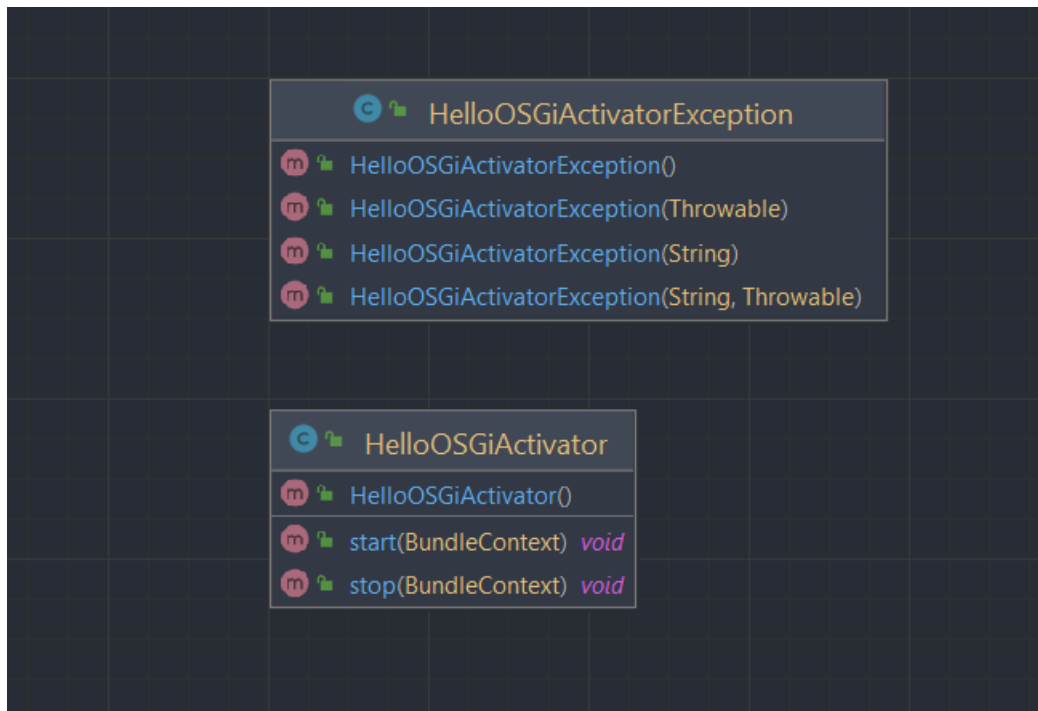 C HelloOSGiActivatorException
m HelloOSGiActivatorException()
m HelloOSGiActivatorException(Throwable)
m HelloOSGiActivatorException(String)
m HelloOSGiActivatorException(String, Throwable)
C HelloOSGiActivator
m HelloOSGiActivator()
m start(BundleContext) void
m stop(BundleContext) void